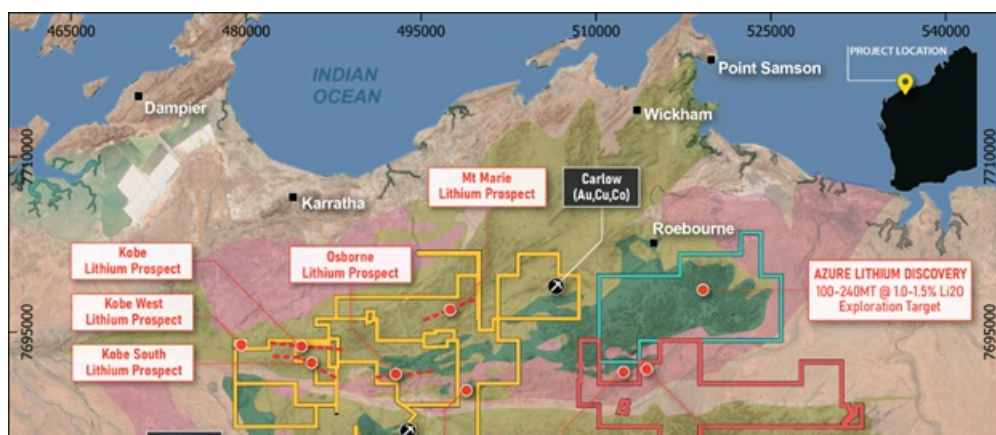 465000
480000
495000
510000
525000
540000
INDIAN
OCEAN
PROJECT LOCATION
Point Samson
Dampier
Wickham
7710000
7710000
Mt Marie
Lithium Prospect
Carlow
(Au,Cu,Co)
Karratha
Roebourne
Kobe
Lithium Prospect
Osborne
Lithium Prospect
AZURE LITHIUM DISCOVERY
100-240MT @ 1.0-1.5% Li2O
Exploration Target
Kobe West
Lithium Prospect
7695000
7695000
Kobe South
Lithium Prospect